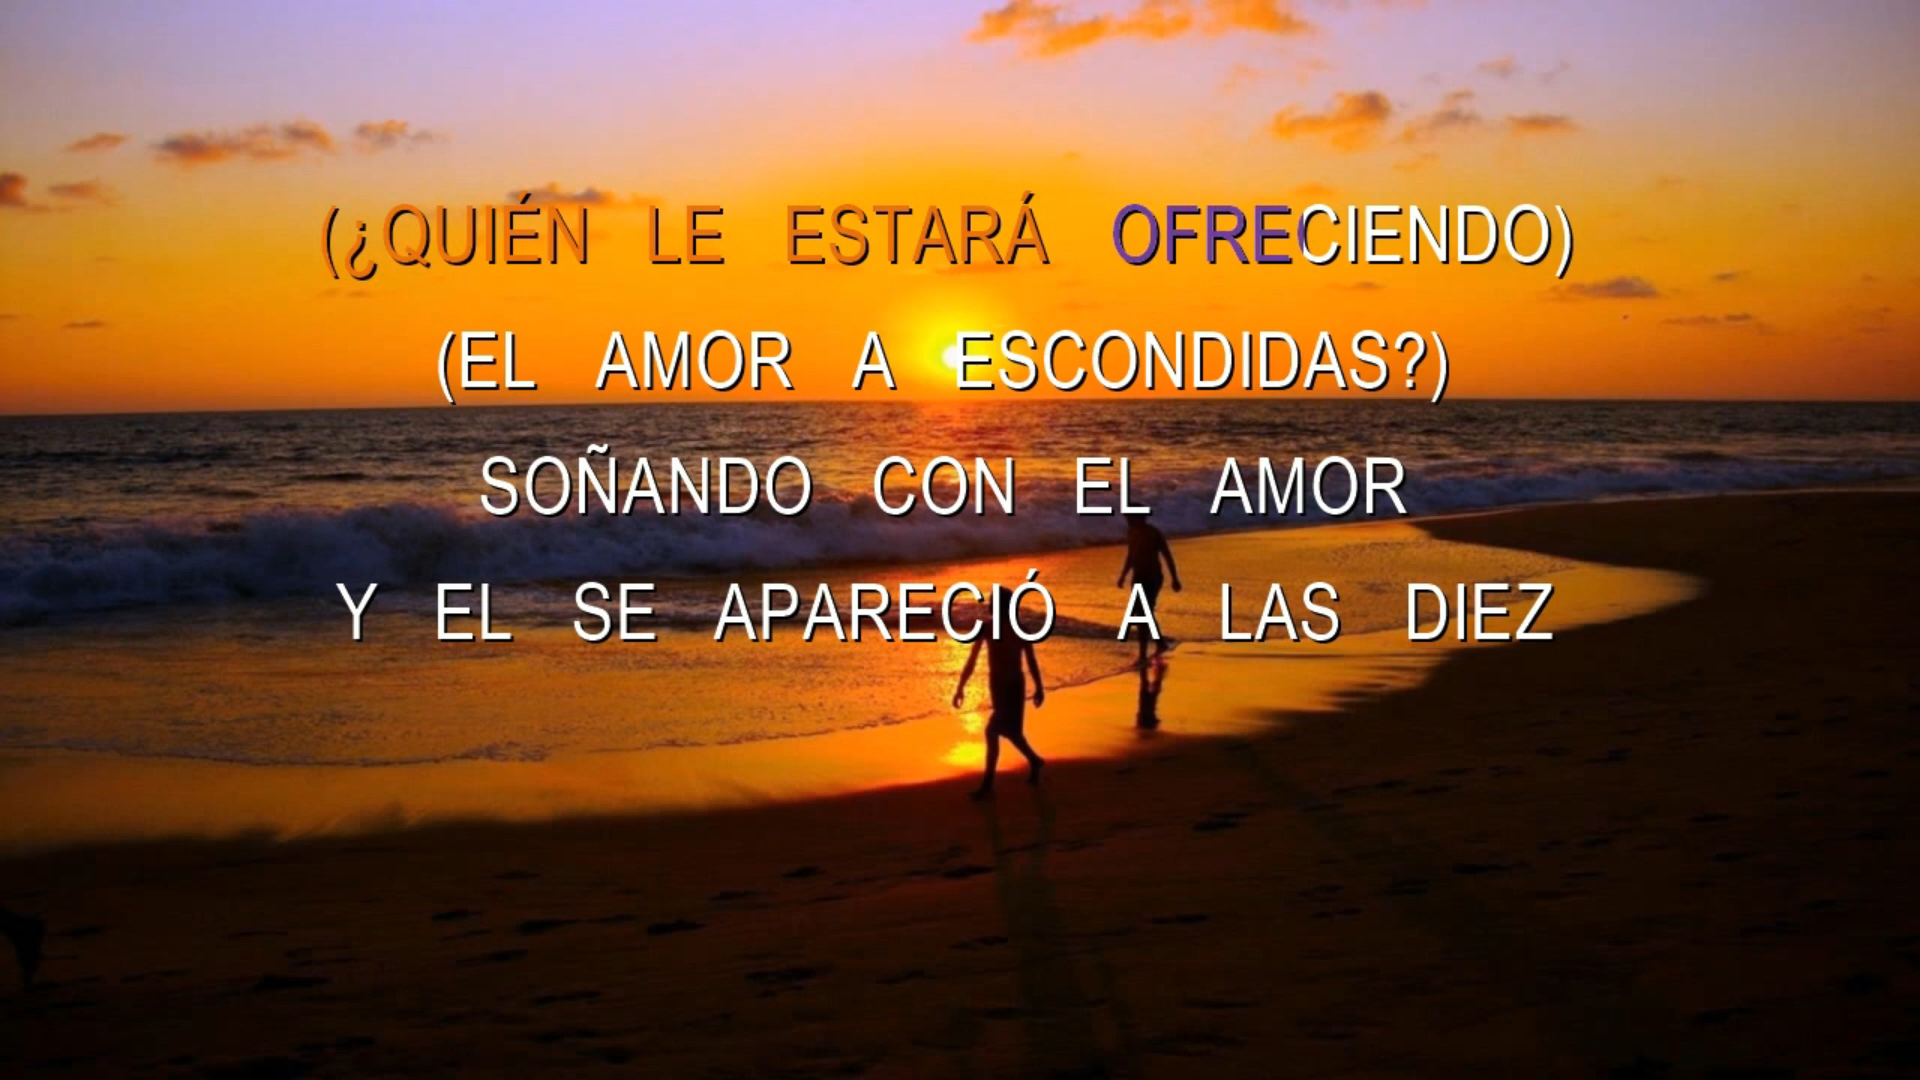 (¿QUIÉN LE ESTARÁ OFRECIENDO)
(EL AMOR A ESCONDIDAS?)
SOÑANDO CON EL AMOR
Y EL SE APARECIÓ A LAS DIEZ